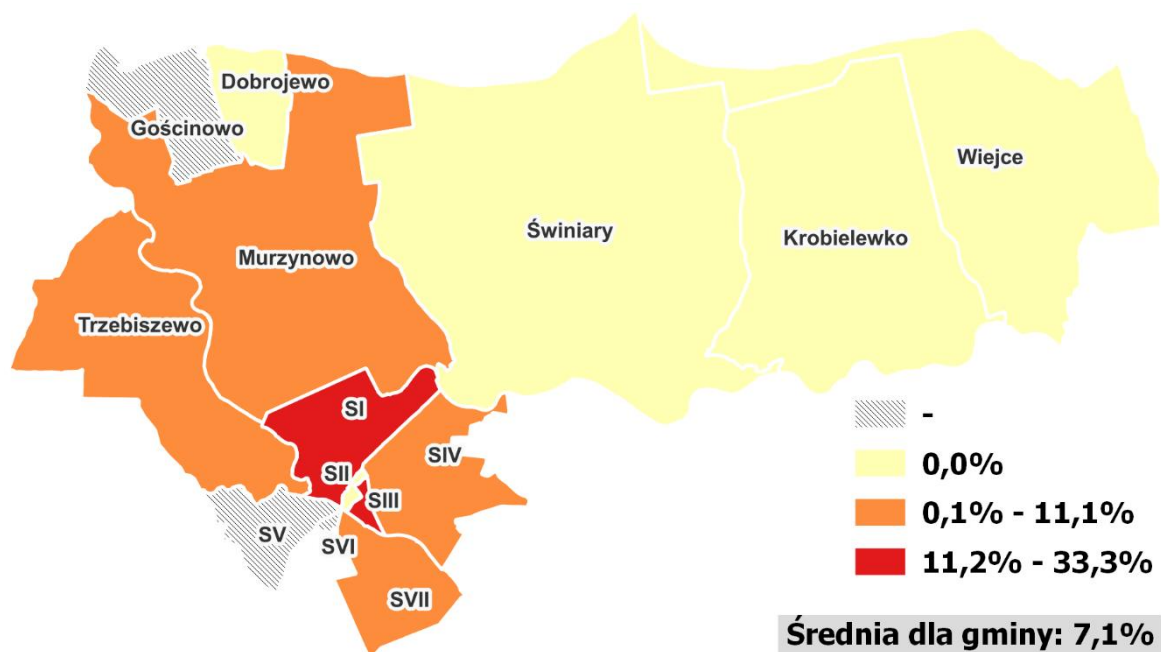 Dobrojewo
Gościnowo
Wiejce
Świniary
Krobielewko
Murzynowo
Trzebiszewo
SI
SII
SIII
SIV
SV
SVI
SVII
-
0,0%
0,1% - 11,1%
11,2% - 33,3%
Średnia dla gminy: 7,1%